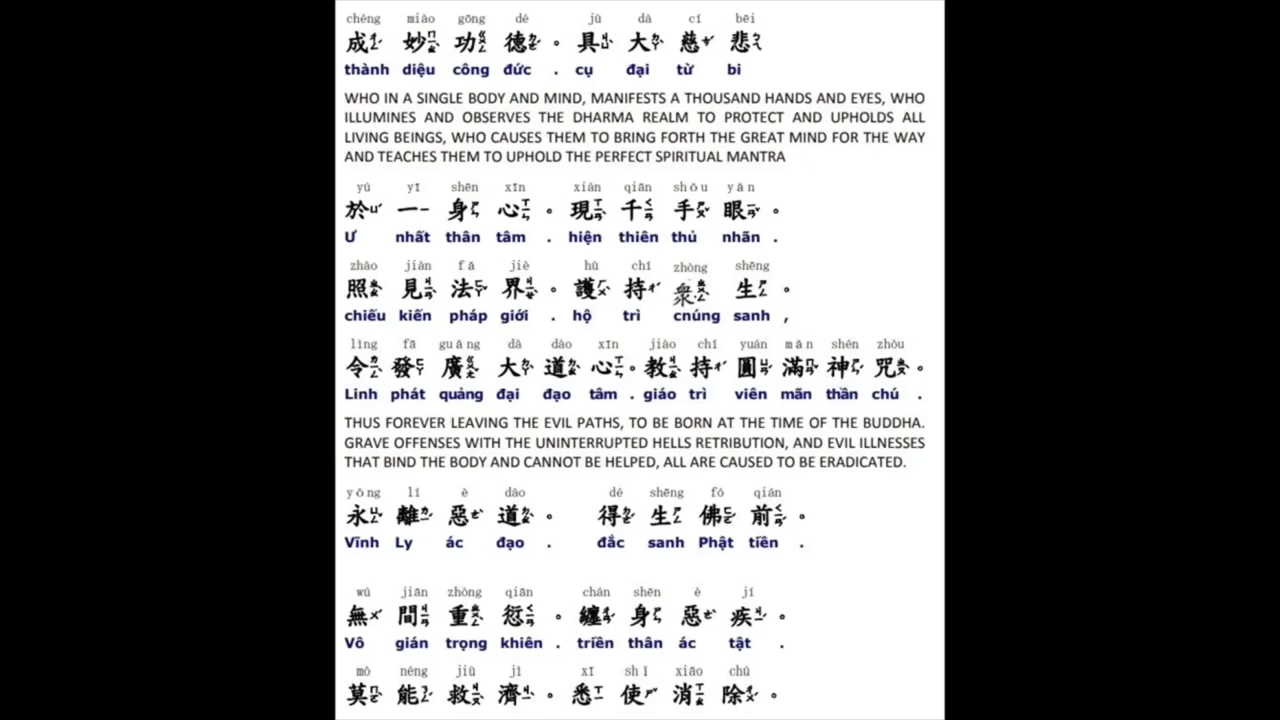 chéng miào gōng dé jù dà cí bēi
成 妙 功 德 。 具 大 慈 悲
thành diệu công đức . cụ đại từ bi
WHO IN A SINGLE BODY AND MIND, MANIFESTS A THOUSAND HANDS AND EYES, WHO
ILLUMINES AND OBSERVES THE DHARMA REALM TO PROTECT AND UPHOLDS ALL
LIVING BEINGS, WHO CAUSES THEM TO BRING FORTH THE GREAT MIND FOR THE WAY
AND TEACHES THEM TO UPHOLD THE PERFECT SPIRITUAL MANTRA
yú yī shēn xīn xiàn qiān shǒu yǎn
於 一 身 心 。 現 千 手 眼 。
Ư nhất thân tâm . hiện thiên thủ nhãn .
zhào jiàn fǎ jiè hù chí zhòng shēng
照 見 法 界 。 護 持 眾 生 。
chiếu kiến pháp giới . hộ trì cnúng sanh ,
lìng fā guǎng dà dào xīn jiào chí yuán mǎn shén zhòu
令 發 廣 大 道 心 。 教 持 圓 滿 神 咒 。
Linh phát quảng đại đạo tâm . giáo trì viên mãn thần chú .
THUS FOREVER LEAVING THE EVIL PATHS, TO BE BORN AT THE TIME OF THE BUDDHA.
GRAVE OFFENSES WITH THE UNINTERRUPTED HELLS RETRIBUTION, AND EVIL ILLNESSES
THAT BIND THE BODY AND CANNOT BE HELPED, ALL ARE CAUSED TO BE ERADICATED.
yǒng lí è dào dé shēng fó qián
永 離 惡 道 。 得 生 佛 前 。
Vĩnh Ly ác đạo . đắc sanh Phật tiền .
wú jiān zhòng qiān chán shēn è jí
無 間 重 愆 。 纏 身 惡 疾 。
Vô gián trọng khiên . triền thân ác tật .
mò néng jiù jì xī shǐ xiāo chú
莫 能 救 濟 。 悉 使 消 除 。